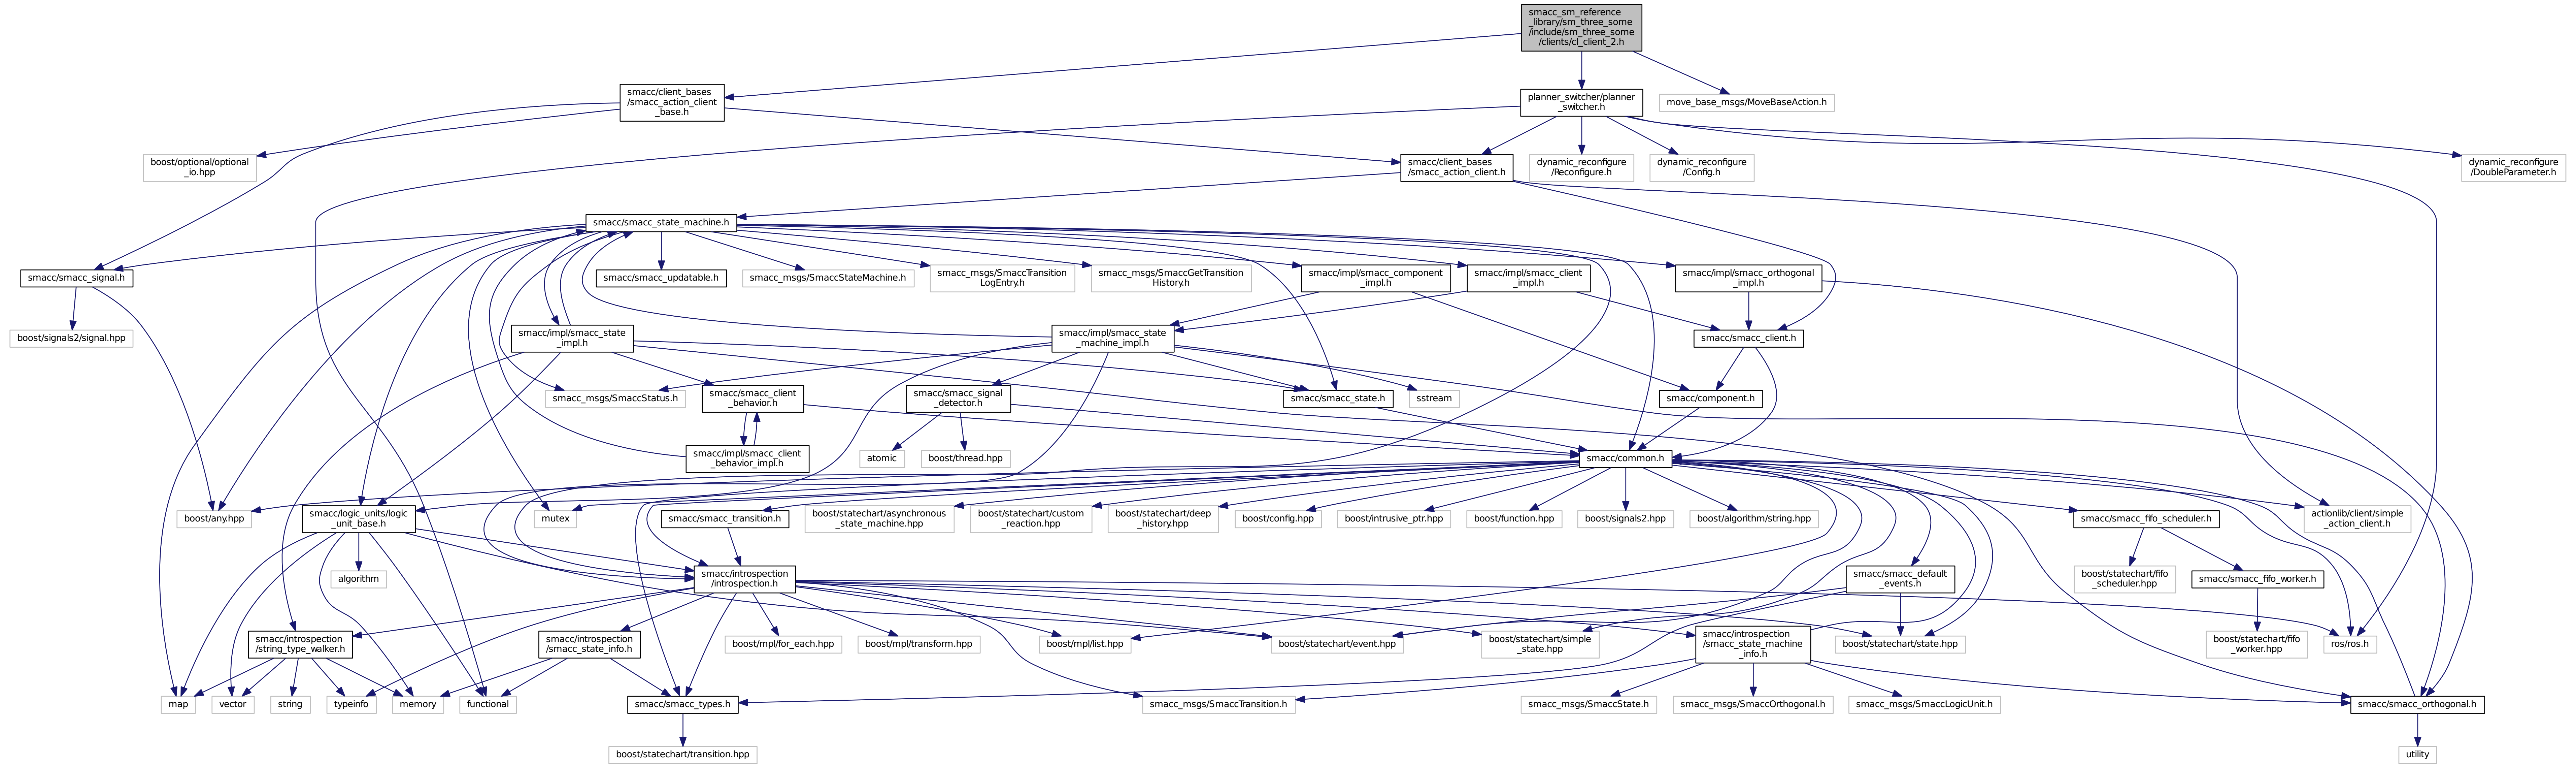 smacc_sm_reference
_library/sm_three_some
/include/sm_three_some
/clients/cl_client_2.h
smacc/client_bases
/smacc_action_client
_base.h
planner_switcher/planner
_switcher.h
move_base_msgs/MoveBaseAction.h
boost/optional/optional
_io.hpp
smacc/client_bases
/smacc_action_client.h
dynamic_reconfigure
/Reconfigure.h
dynamic_reconfigure
/Config.h
dynamic_reconfigure
/DoubleParameter.h
smacc/smacc_state_machine.h
smacc/smacc_signal.h
smacc/smacc_updatable.h
smacc_msgs/SmaccStateMachine.h
smacc_msgs/SmaccTransition
LogEntry.h
smacc_msgs/SmaccGetTransition
History.h
smacc/impl/smacc_component
_impl.h
smacc/impl/smacc_client
_impl.h
smacc/impl/smacc_orthogonal
_impl.h
boost/signals2/signal.hpp
smacc/impl/smacc_state
_impl.h
smacc/impl/smacc_state
_machine_impl.h
smacc/smacc_client.h
smacc_msgs/SmaccStatus.h
smacc/smacc_client
_behavior.h
smacc/smacc_signal
_detector.h
smacc/smacc_state.h
sstream
smacc/component.h
smacc/impl/smacc_client
_behavior_impl.h
atomic
boost/thread.hpp
smacc/common.h
boost/any.hpp
smacc/logic_units/logic
_unit_base.h
mutex
smacc/smacc_transition.h
boost/statechart/asynchronous
_state_machine.hpp
boost/statechart/custom
_reaction.hpp
boost/statechart/deep
_history.hpp
boost/config.hpp
boost/intrusive_ptr.hpp
boost/function.hpp
boost/signals2.hpp
boost/algorithm/string.hpp
smacc/smacc_fifo_scheduler.h
actionlib/client/simple
_action_client.h
algorithm
smacc/introspection
/introspection.h
smacc/smacc_default
_events.h
boost/statechart/fifo
_scheduler.hpp
smacc/smacc_fifo_worker.h
smacc/introspection
/string_type_walker.h
smacc/introspection
/smacc_state_info.h
boost/mpl/for_each.hpp
boost/mpl/transform.hpp
boost/mpl/list.hpp
boost/statechart/event.hpp
boost/statechart/simple
_state.hpp
smacc/introspection
/smacc_state_machine
_info.h
boost/statechart/state.hpp
boost/statechart/fifo
_worker.hpp
ros/ros.h
map
vector
string
typeinfo
memory
functional
smacc/smacc_types.h
smacc_msgs/SmaccTransition.h
smacc_msgs/SmaccState.h
smacc_msgs/SmaccOrthogonal.h
smacc_msgs/SmaccLogicUnit.h
smacc/smacc_orthogonal.h
boost/statechart/transition.hpp
utility